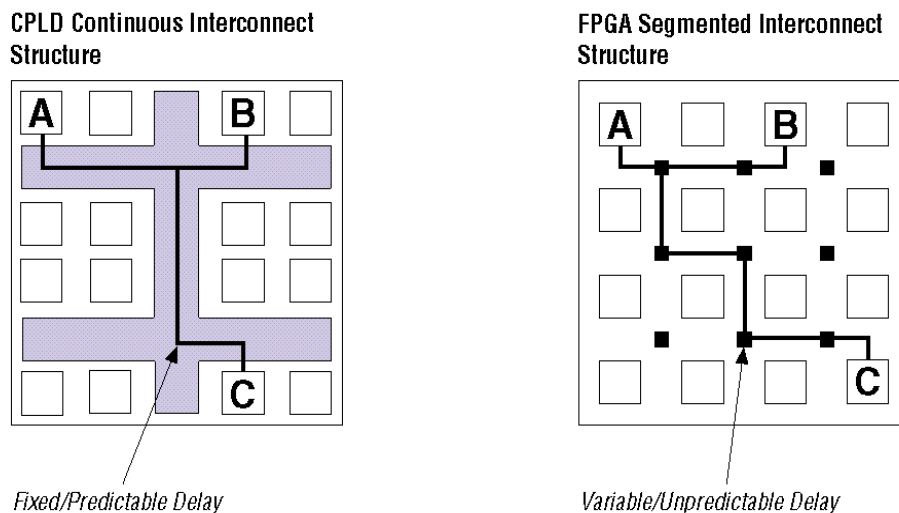 CPLD Continuous Interconnect
Structure
A
B
C
Fixed/Predictable Delay
FPGA Segmented Interconnect
Structure
A
B
C
Variable/Unpredictable Delay